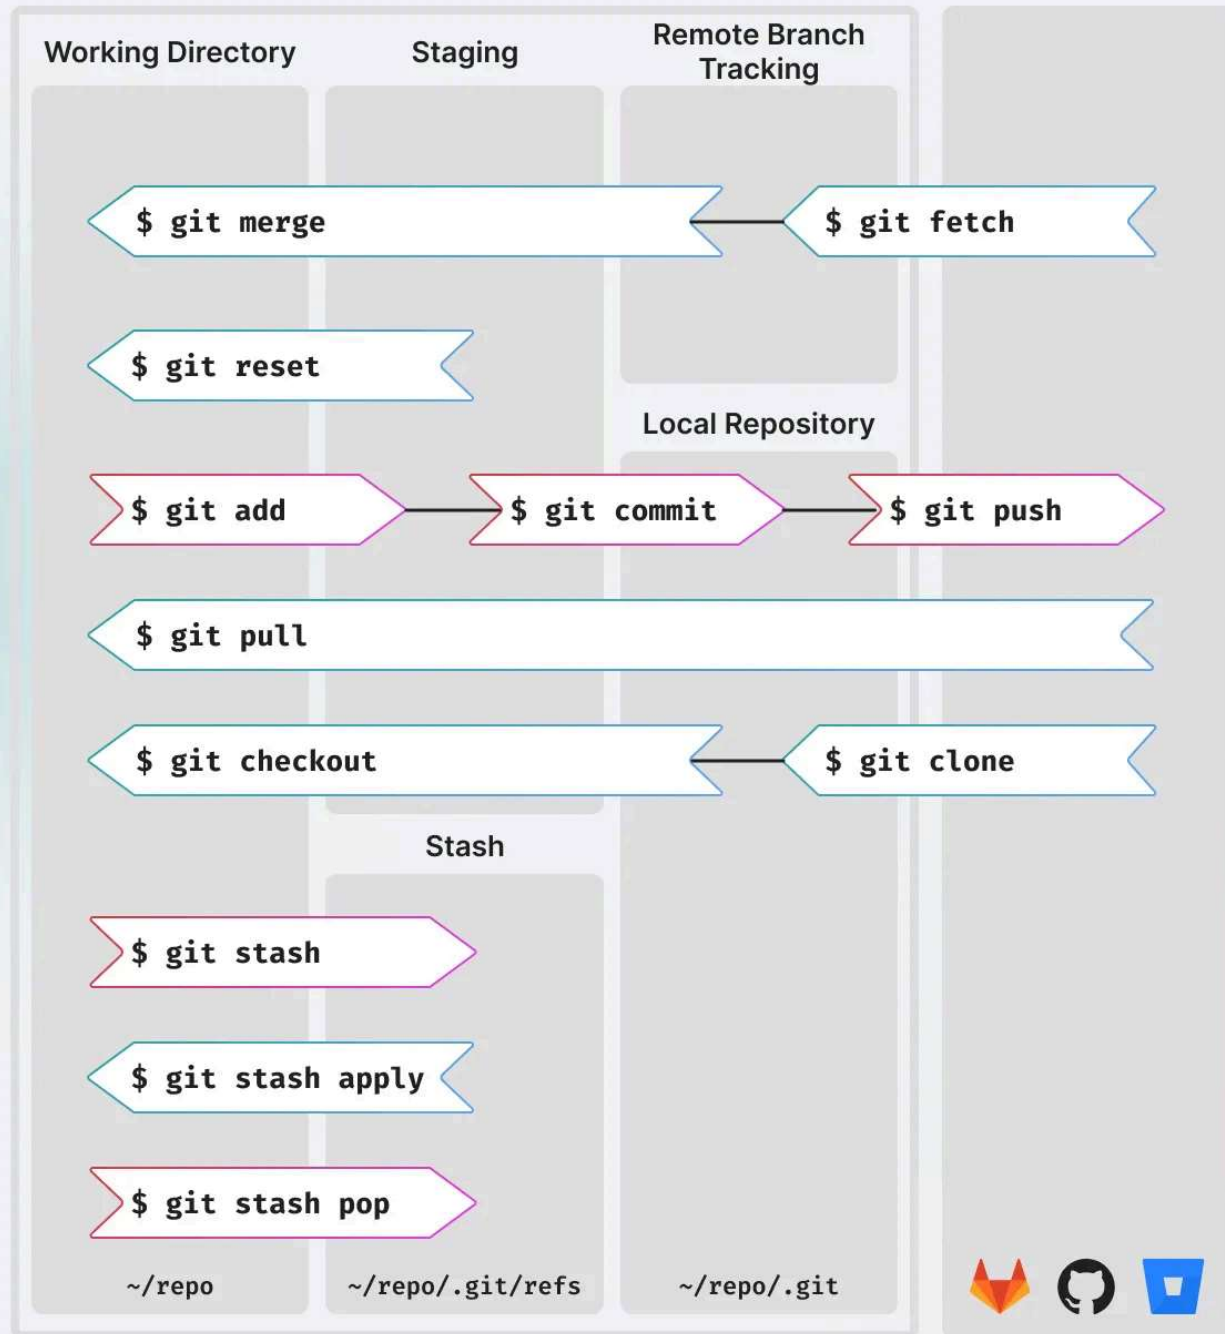 Working Directory
Staging
Remote Branch
Tracking
$ git merge
$ git fetch
$ git reset
Local Repository
$ git add
$ git commit
$ git push
$ git pull
$ git checkout
$ git clone
Stash
$ git stash
$ git stash apply
$ git stash pop
~/repo
~/repo/.git/refs
~/repo/.git